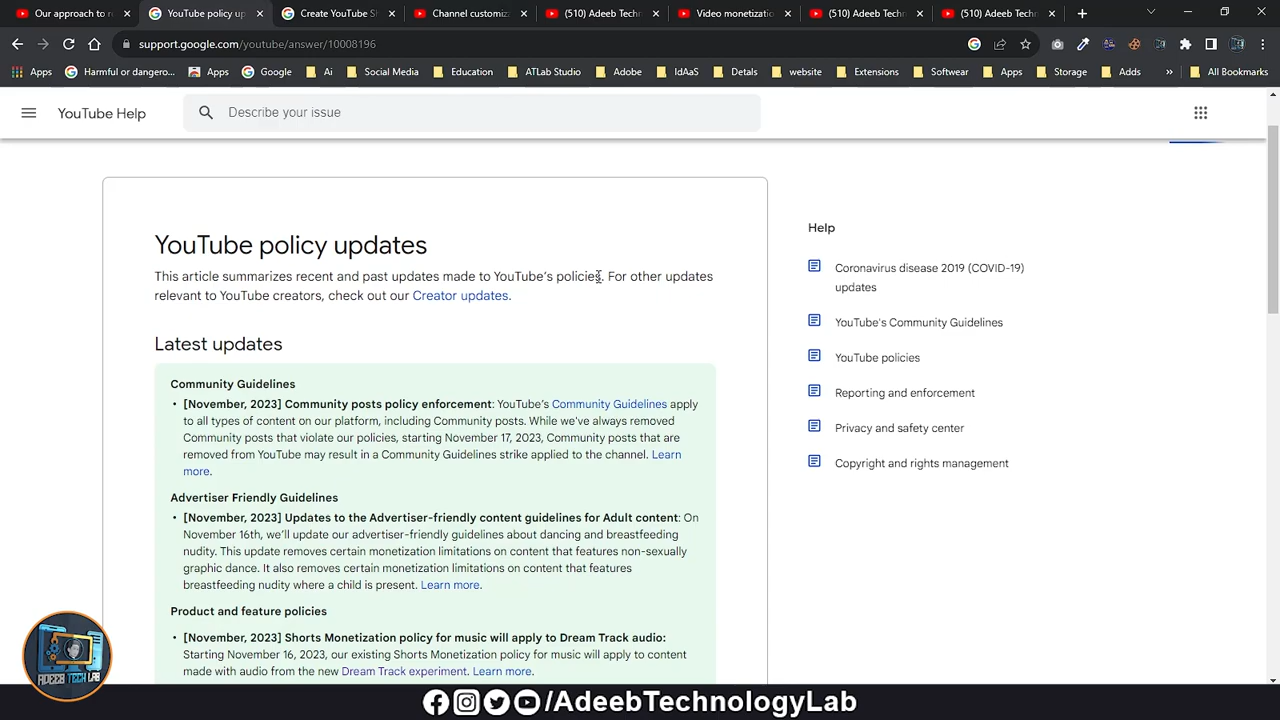 Our approach to r
YouTube policy up
Create YouTube S
Channel customiz
(510) Adeeb Techn
Video monetizatio
(510) Adeeb Techn
(510) Adeeb Techn
support.google.com/youtube/answer/10008196
Apps
Harmful or dangero...
Apps
Google
Ai
Social Media
Education
ATLab Studio
Adobe
IdAaS
Detals
website
Extensions
Softwear
Apps
Storage
Adds
»
All Bookmarks
YouTube Help
Describe your issue
YouTube policy updates
This article summarizes recent and past updates made to YouTube's policies. For other updates
relevant to YouTube creators, check out our Creator updates.
Latest updates
Community Guidelines
• [November, 2023] Community posts policy enforcement: YouTube's Community Guidelines apply
to all types of content on our platform, including Community posts. While we've always removed
Community posts that violate our policies, starting November 17, 2023, Community posts that are
removed from YouTube may result in a Community Guidelines strike applied to the channel. Learn
more.
Advertiser Friendly Guidelines
• [November, 2023] Updates to the Advertiser-friendly content guidelines for Adult content: On
November 16th, we'll update our advertiser-friendly guidelines about dancing and breastfeeding
nudity. This update removes certain monetization limitations on content that features non-sexually
graphic dance. It also removes certain monetization limitations on content that features
breastfeeding nudity where a child is present. Learn more.
Product and feature policies
• [November, 2023] Shorts Monetization policy for music will apply to Dream Track audio:
Starting November 16, 2023, our existing Shorts Monetization policy for music will apply to content
made with audio from the new Dream Track experiment. Learn more.
Help
Coronavirus disease 2019 (COVID-19)
updates
YouTube's Community Guidelines
YouTube policies
Reporting and enforcement
Privacy and safety center
Copyright and rights management
ADEEB TECH LAB
/AdeebTechnologyLab